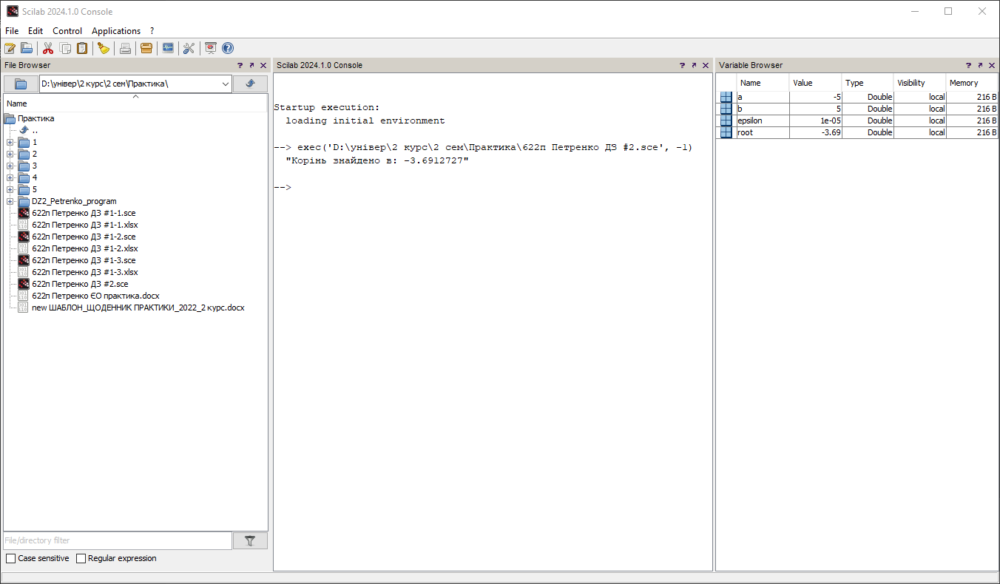 Scilab 2024.1.0 Console
File Edit Control Applications ?
File Browser ?
D:\універ\2 курс\2 сем\Практика\
Name
Практика
..
1
2
3
4
5
DZ2_Petrenko_program
622п Петренко ДЗ #1-1.sce
622п Петренко ДЗ #1-1.xlsx
622п Петренко ДЗ #1-2.sce
622п Петренко ДЗ #1-2.xlsx
622п Петренко ДЗ #1-3.sce
622п Петренко ДЗ #1-3.xlsx
622п Петренко ДЗ #2.sce
622п Петренко ЄО практика.docx
new ШАБЛОН_ЩОДЕННИК ПРАКТИКИ_2022_2 курс.docx
File/directory filter
Case sensitive Regular expression
Scilab 2024.1.0 Console ?
Startup execution:
loading initial environment
--> exec('D:\універ\2 курс\2 сем\Практика\622п Петренко ДЗ #2.sce', -1)
"Корінь знайдено в: -3.6912727"
-->
Variable Browser ?
Name Value Type Visibility Memory
a -5 Double local 216 B
b 5 Double local 216 B
epsilon 1e-05 Double local 216 B
root -3.69 Double local 216 B